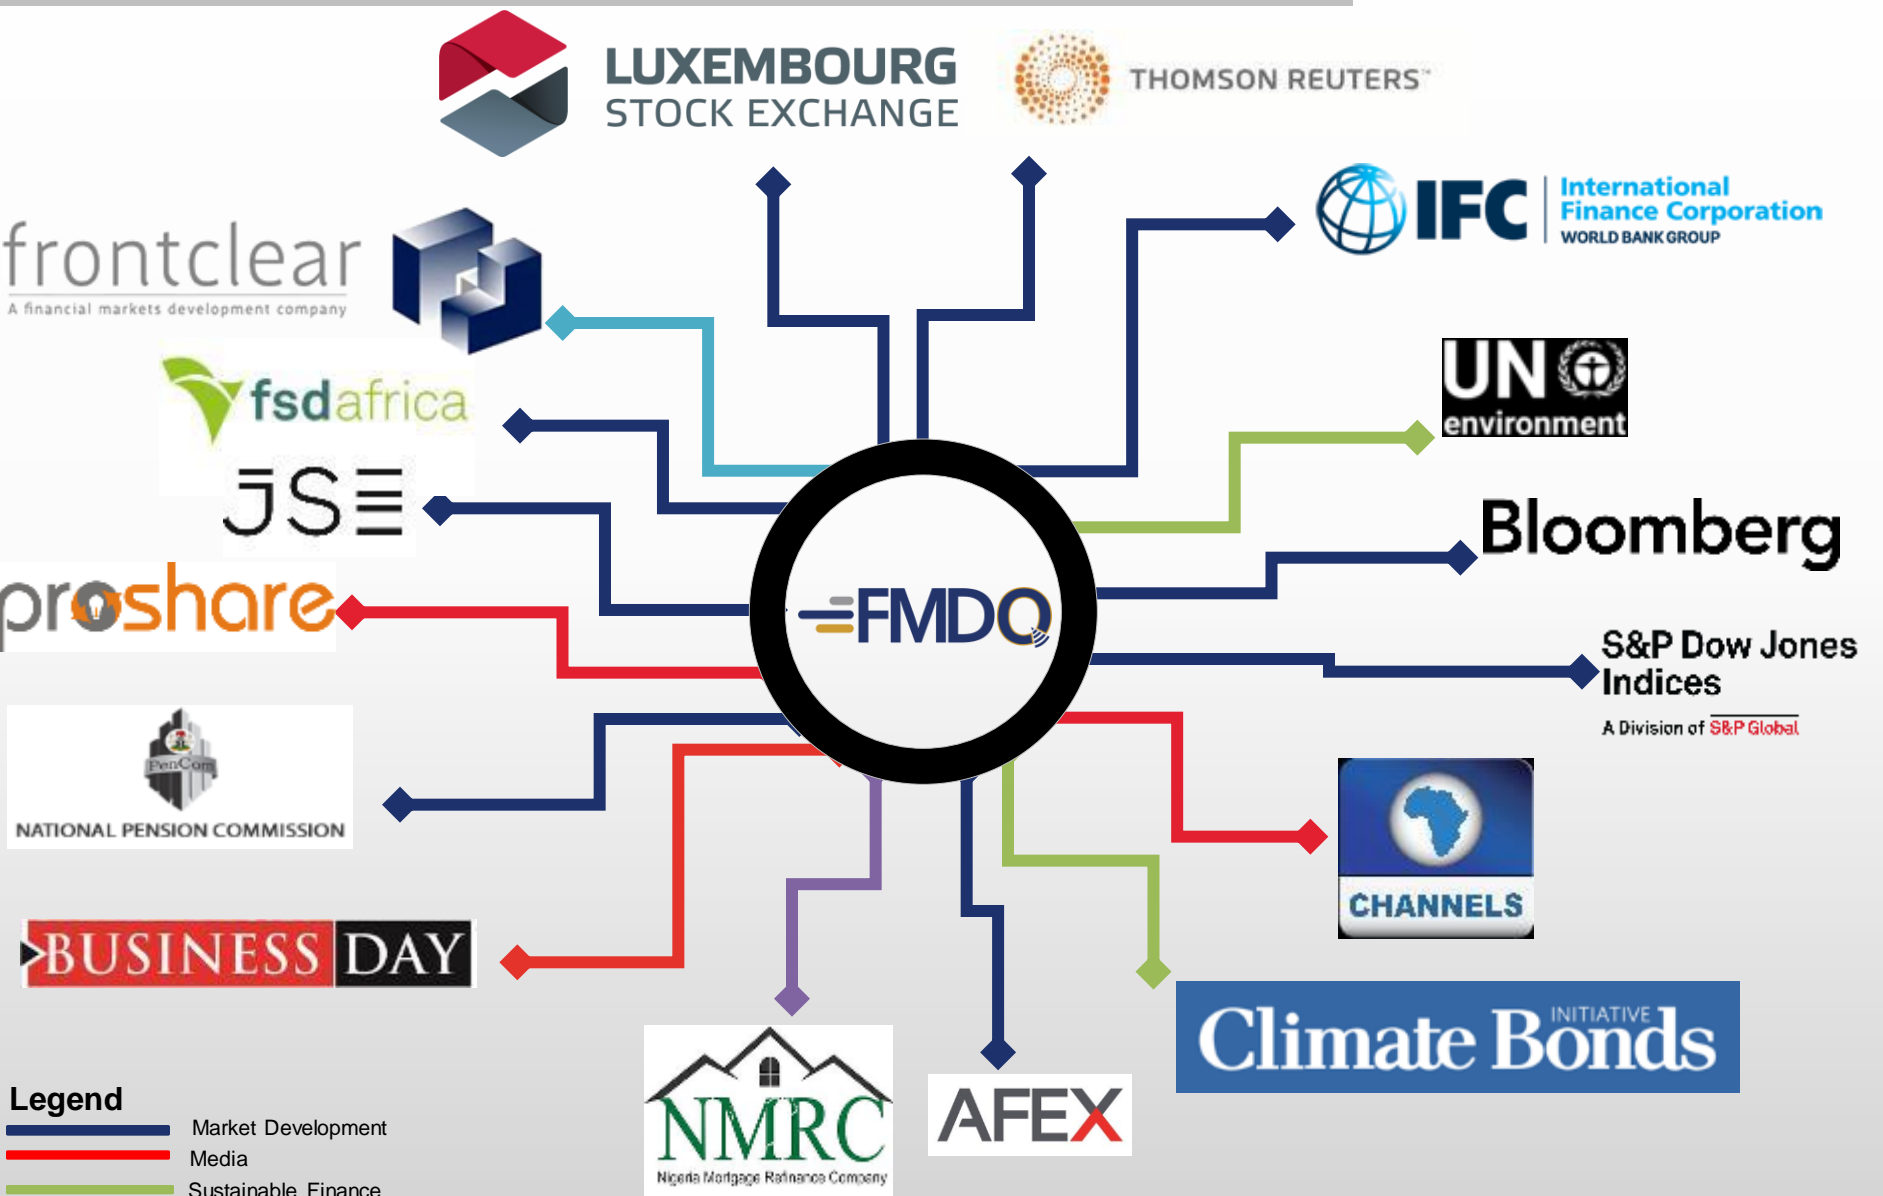 LUXEMBOURG
STOCK EXCHANGE
THOMSON REUTERS™
IFC
International
Finance Corporation
WORLD BANK GROUP
frontclear
A financial markets development company
fsdafrica
UN
environment
JSE
Bloomberg
proshare
FMDQ
S&P Dow Jones
Indices
A Division of S&P Global
PenCom
NATIONAL PENSION COMMISSION
CHANNELS
BUSINESS DAY
Climate Bonds
INITIATIVE
NMRC
Nigeria Mortgage Refinance Company
AFEX
Legend
Market Development
Media
Sustainable Finance